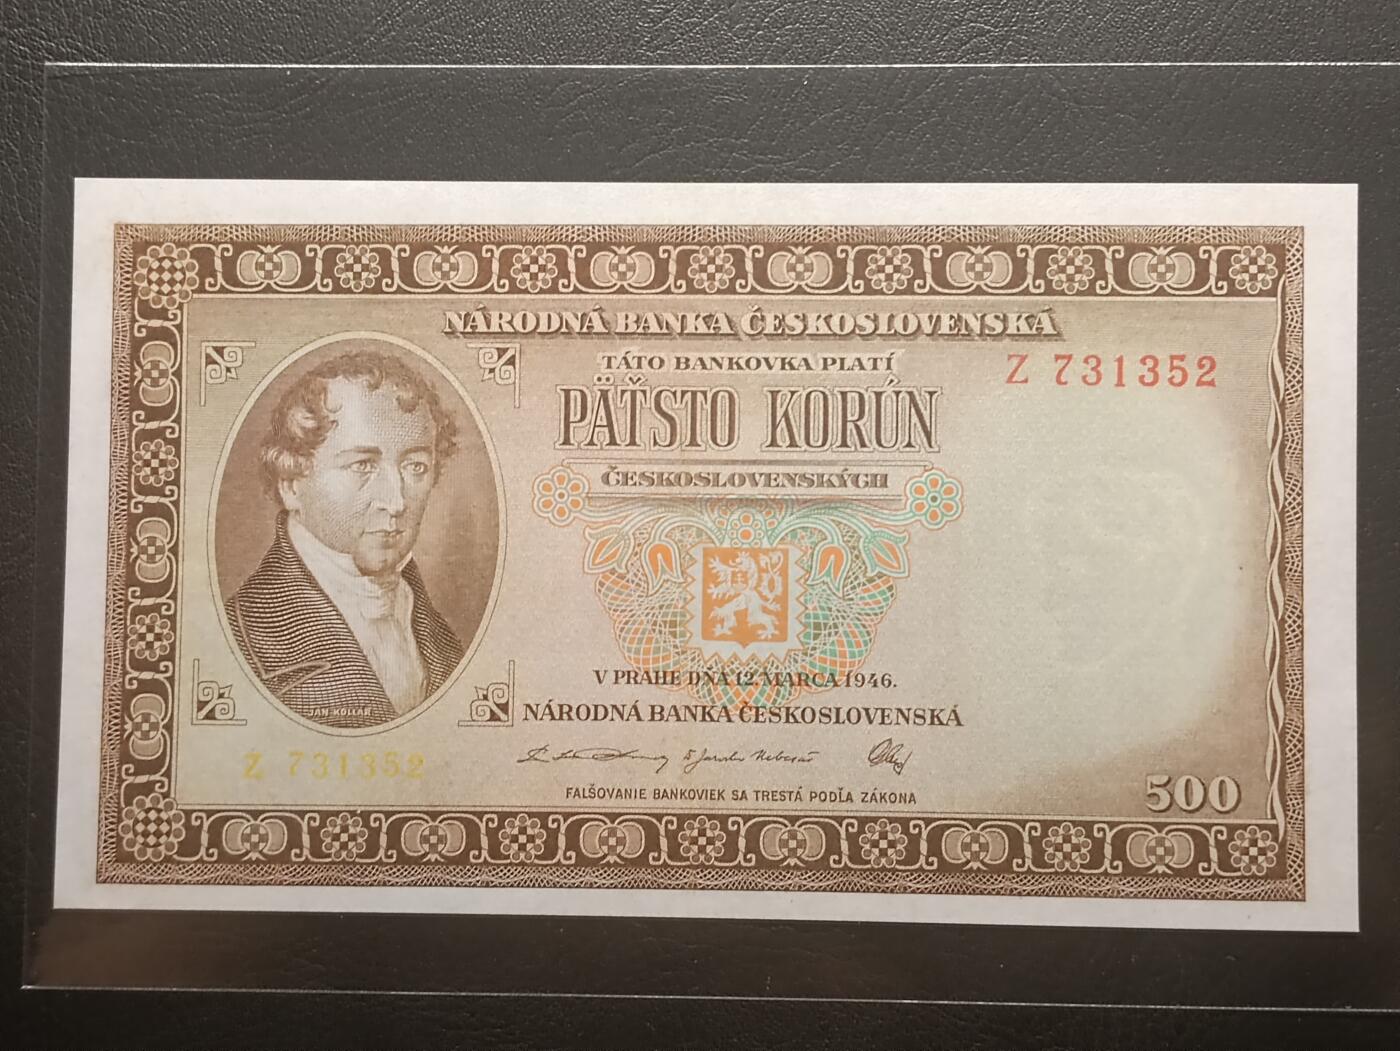 NÁRODNÁ BANKA ČESKOSLOVENSKÁ
TÁTO BANKOVKA PLATÍ
Z 731352
PÄŤSTO KORÚN
ČESKOSLOVENSKÝCH
V PRAHE DŇA 12. MARCA 1946.
JÁN KOLLÁR
NÁRODNÁ BANKA ČESKOSLOVENSKÁ
Z 731352
FALŠOVANIE BANKOVIEK SA TRESTÁ PODĽA ZÁKONA
500